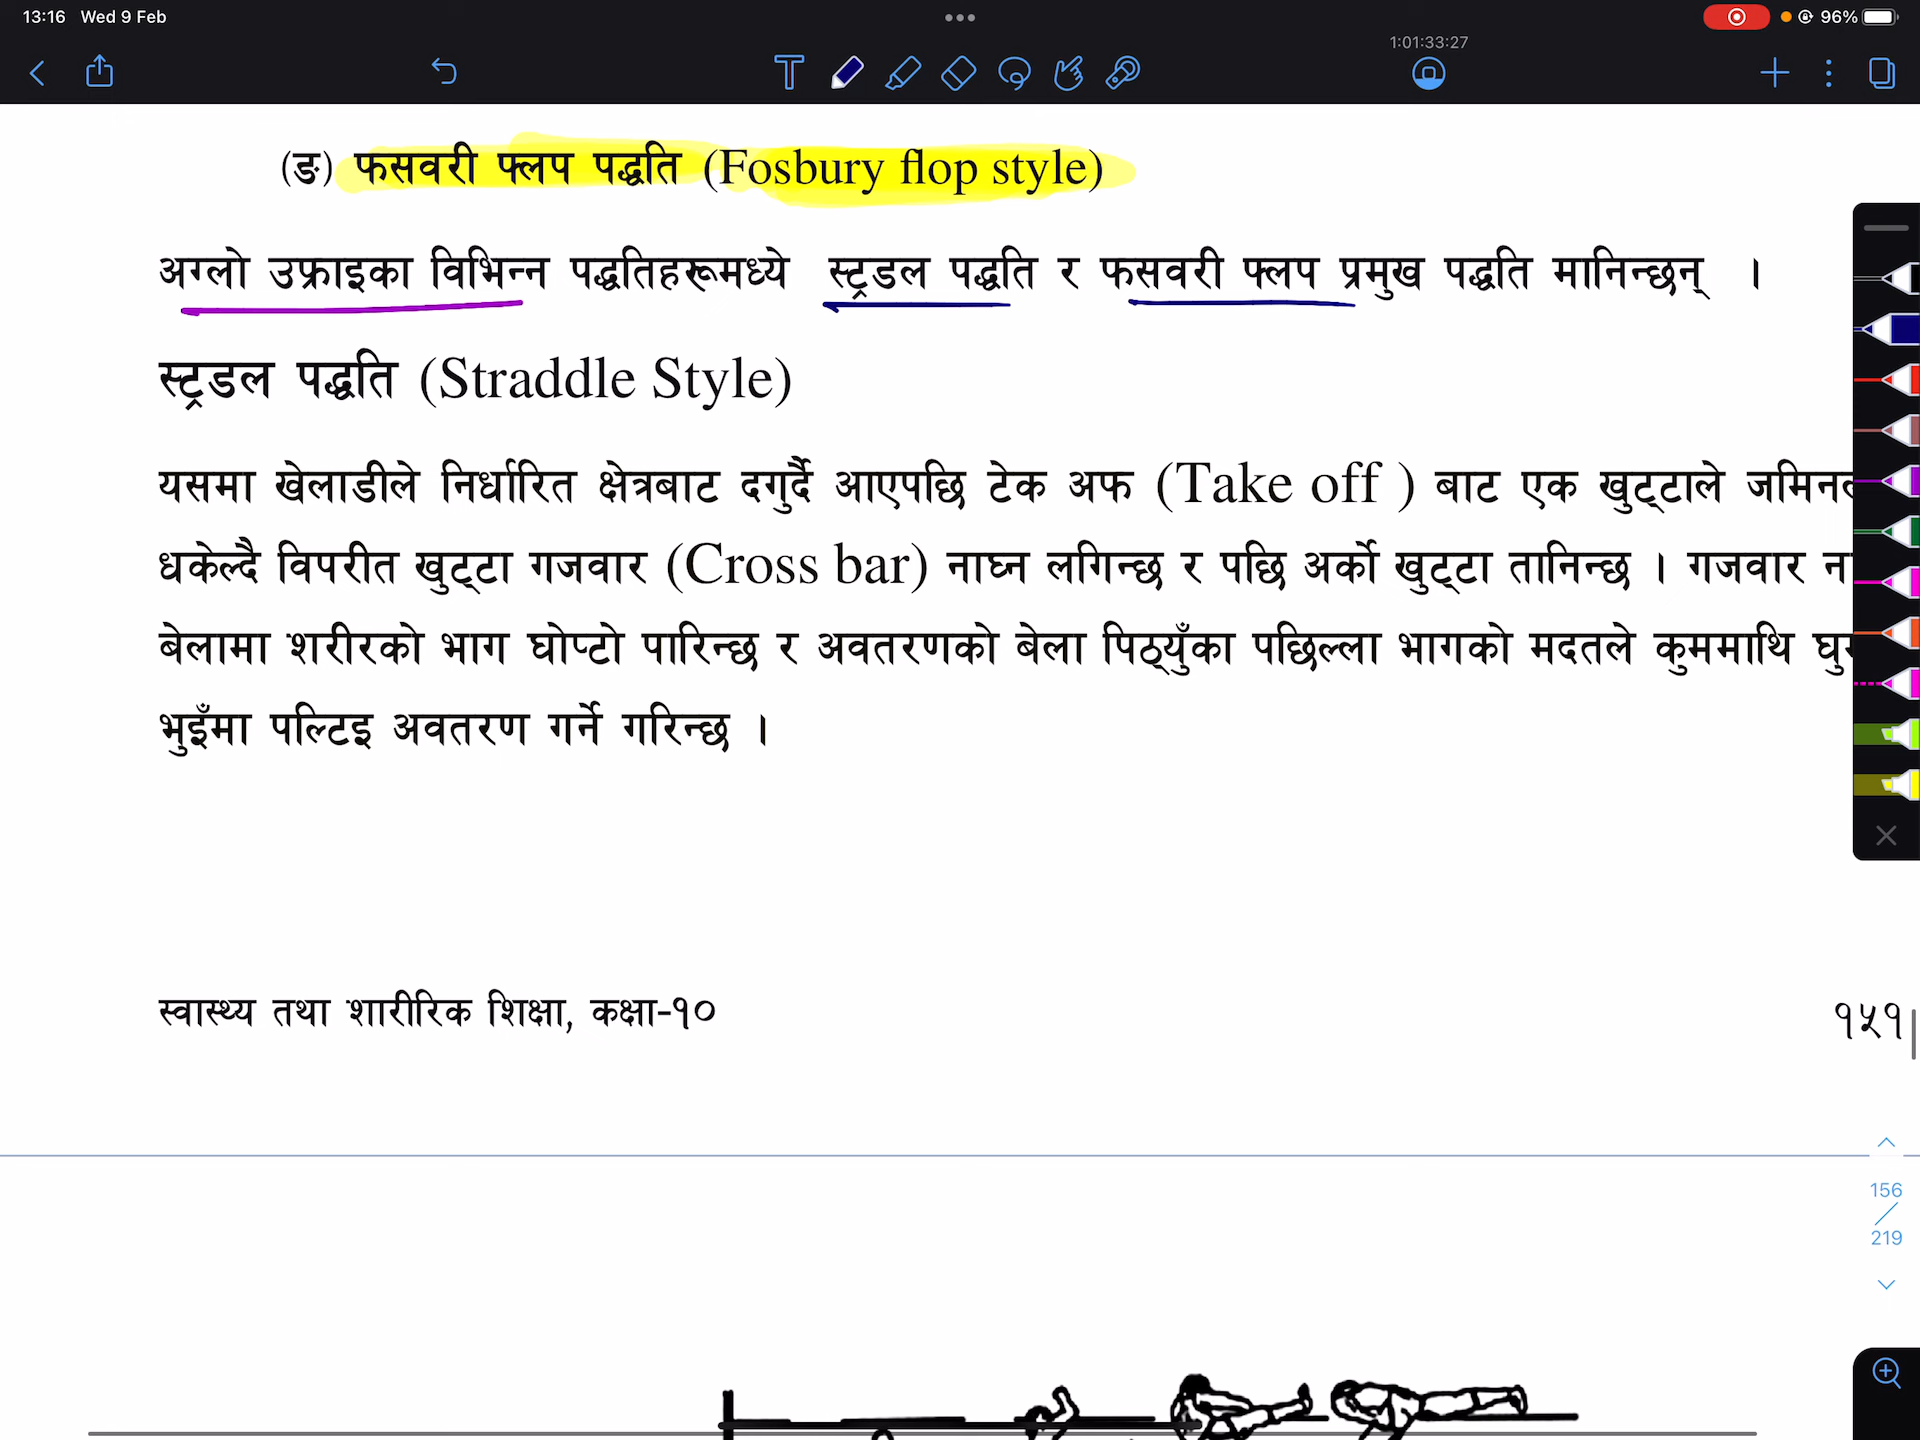 13:16 Wed 9 Feb
96%
1:01:33:27
(ङ) फसवरी फ्लप पद्धति (Fosbury flop style)
अग्लो उफ्राइका विभिन्न पद्धतिहरूमध्ये स्ट्रडल पद्धति र फसवरी फ्लप प्रमुख पद्धति मानिन्छन् ।
स्ट्रडल पद्धति (Straddle Style)
यसमा खेलाडीले निर्धारित क्षेत्रबाट दगुर्दै आएपछि टेक अफ (Take off ) बाट एक खुट्टाले
धकेल्दै विपरीत खुट्टा गजवार (Cross bar) नाघ्न लगिन्छ र पछि अर्को खुट्टा तानिन्छ । गजवार
बेलामा शरीरको भाग घोप्टो पारिन्छ र अवतरणको बेला पिठ्युँका पछिल्ला भागको मदतले कुममाथि
भुइँमा पल्टिइ अवतरण गर्ने गरिन्छ ।
स्वास्थ्य तथा शारीरिक शिक्षा, कक्षा-१०
१५१
156
219